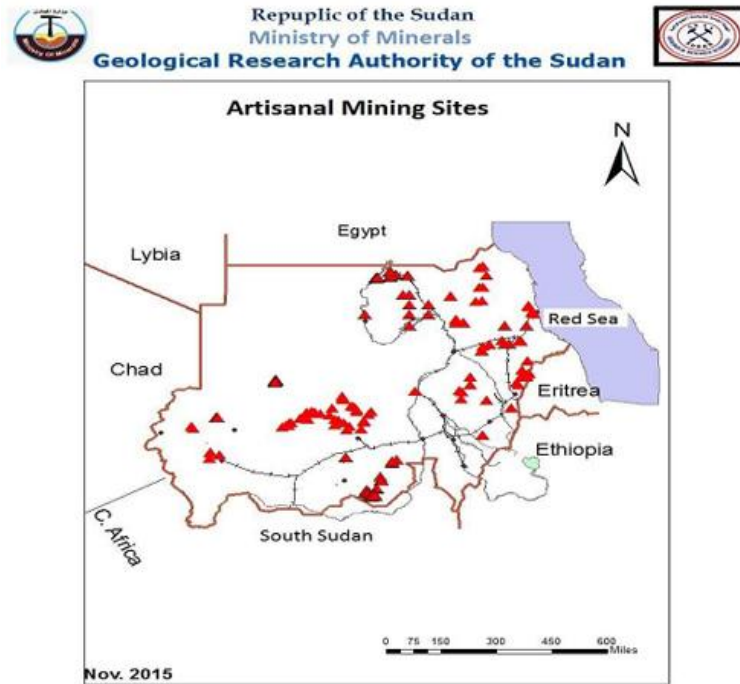 Repuplic of the Sudan
Ministry of Minerals
Geological Research Authority of the Sudan
Artisanal Mining Sites
N
Egypt
Lybia
Red Sea
Chad
Eritrea
Ethiopia
C. Africa
South Sudan
0 75 150 300 450 600
Miles
Nov. 2015